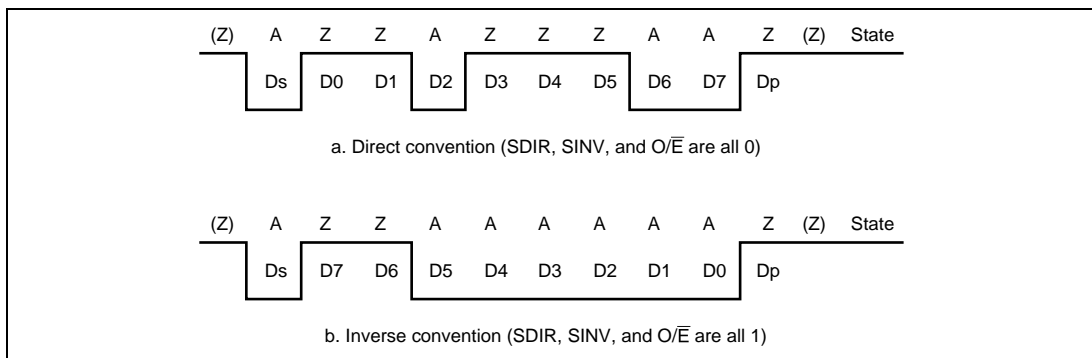 (Z) A Z Z A Z Z Z A A Z (Z) State
Ds D0 D1 D2 D3 D4 D5 D6 D7 Dp
a. Direct convention (SDIR, SINV, and O/E̅ are all 0)
(Z) A Z Z A A A A A A Z (Z) State
Ds D7 D6 D5 D4 D3 D2 D1 D0 Dp
b. Inverse convention (SDIR, SINV, and O/E̅ are all 1)